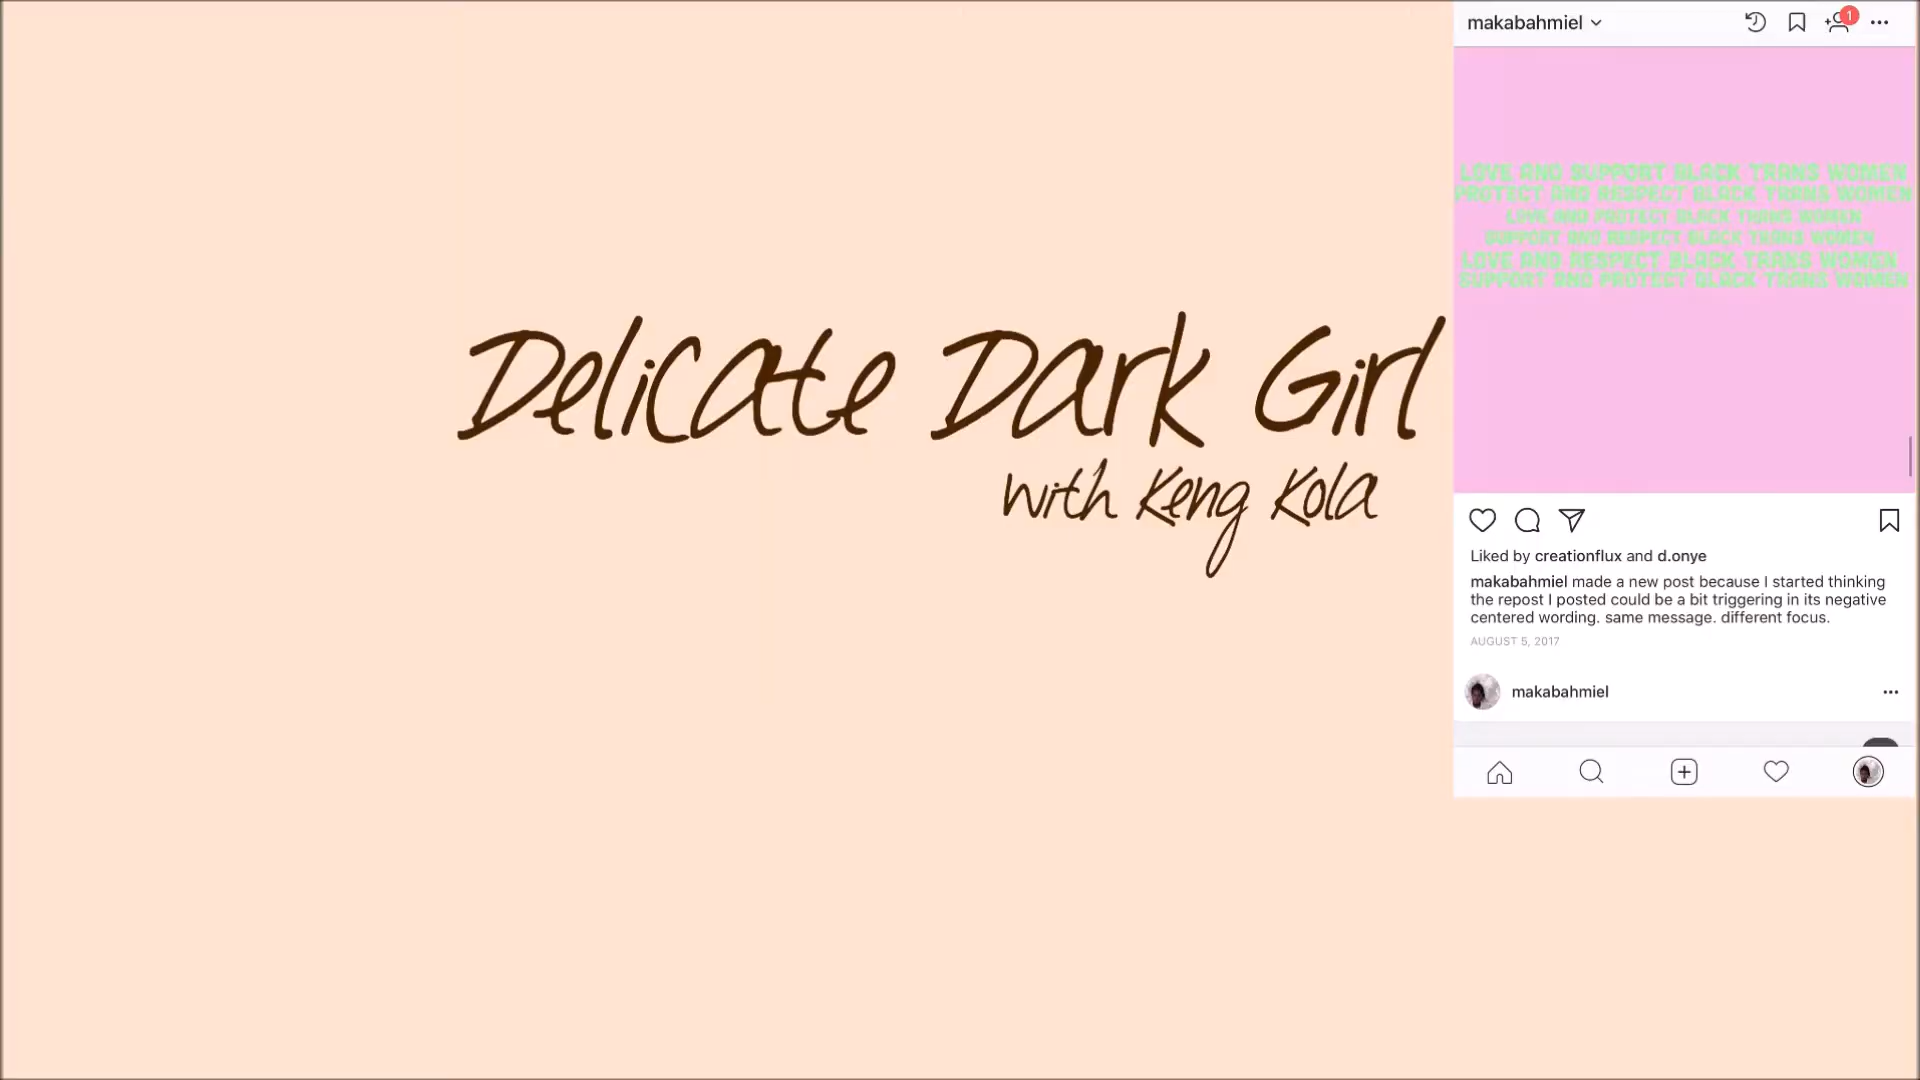 Delicate Dark Girl
with Keng Kola
makabahmiel
1
LOVE AND SUPPORT BLACK TRANS WOMEN
PROTECT AND RESPECT BLACK TRANS WOMEN
LOVE AND PROTECT BLACK TRANS WOMEN
SUPPORT AND RESPECT BLACK TRANS WOMEN
LOVE AND RESPECT BLACK TRANS WOMEN
SUPPORT AND PROTECT BLACK TRANS WOMEN
Liked by creationflux and d.onye
makabahmiel made a new post because I started thinking
the repost I posted could be a bit triggering in its negative
centered wording. same message. different focus.
AUGUST 5, 2017
makabahmiel